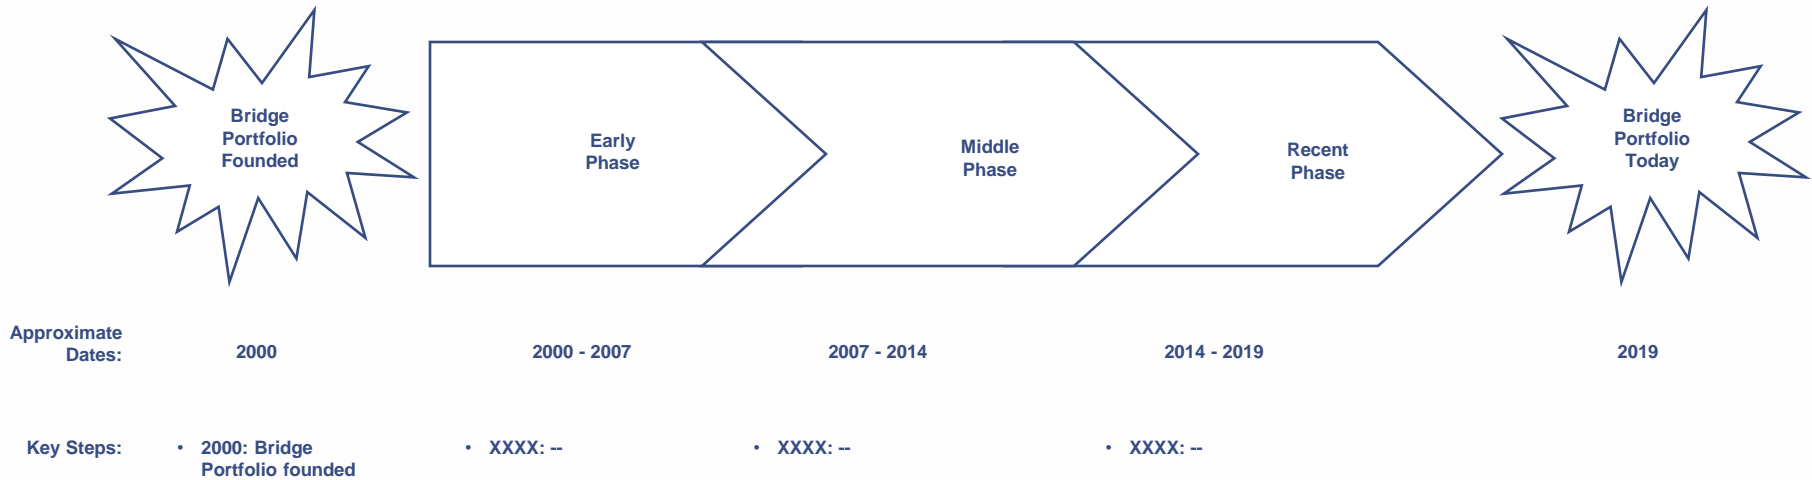 Bridge
Portfolio
Founded
Early
Phase
Middle
Phase
Recent
Phase
Bridge
Portfolio
Today
Approximate
Dates:
2000
2000 - 2007
2007 - 2014
2014 - 2019
2019
Key Steps:
• 2000: Bridge
Portfolio founded
• XXXX: --
• XXXX: --
• XXXX: --